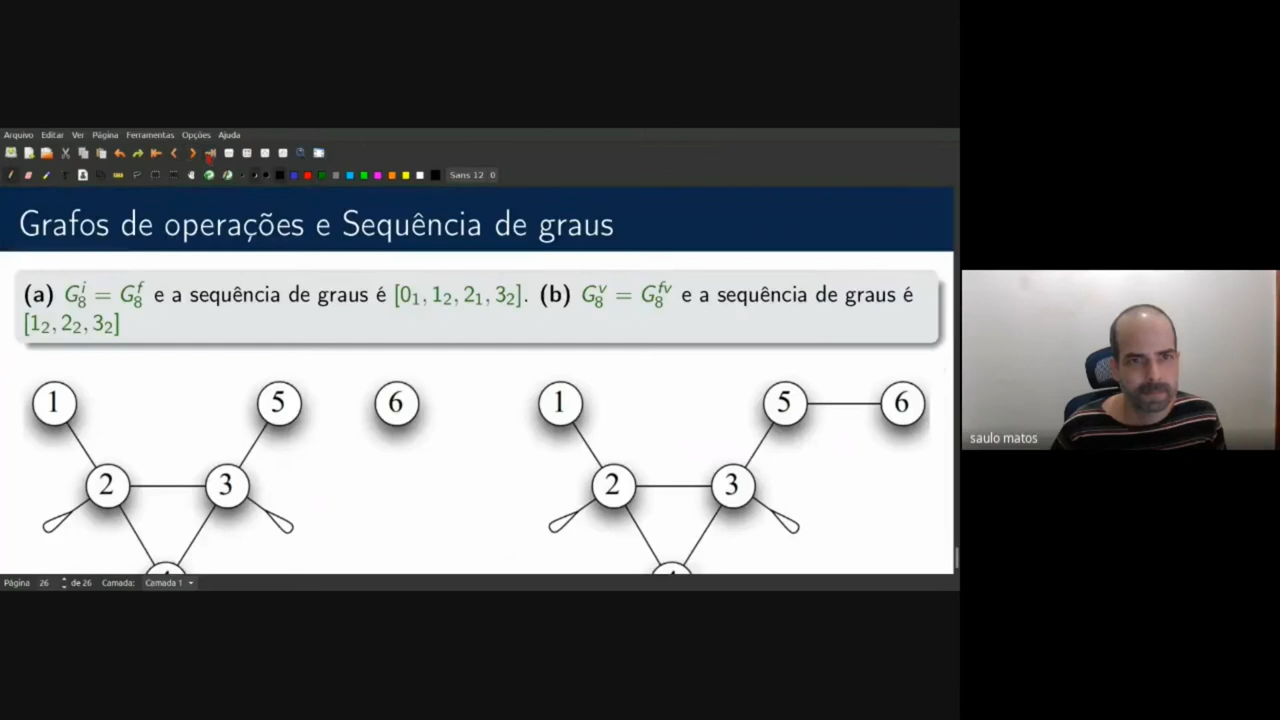 Arquivo Editar Ver Página Ferramentas Opções Ajuda
Sans 12 0
Grafos de operações e Sequência de graus
(a) G₈ⁱ = G₈ᶠ e a sequência de graus é [0₁, 1₂, 2₁, 3₂]. (b) G₈ᵛ = G₈ᶠᵛ e a sequência de graus é
[1₂, 2₂, 3₂]
1 5 6 1 5 6
2 3 2 3
saulo matos
Página 26 de 26 Camada: Camada 1